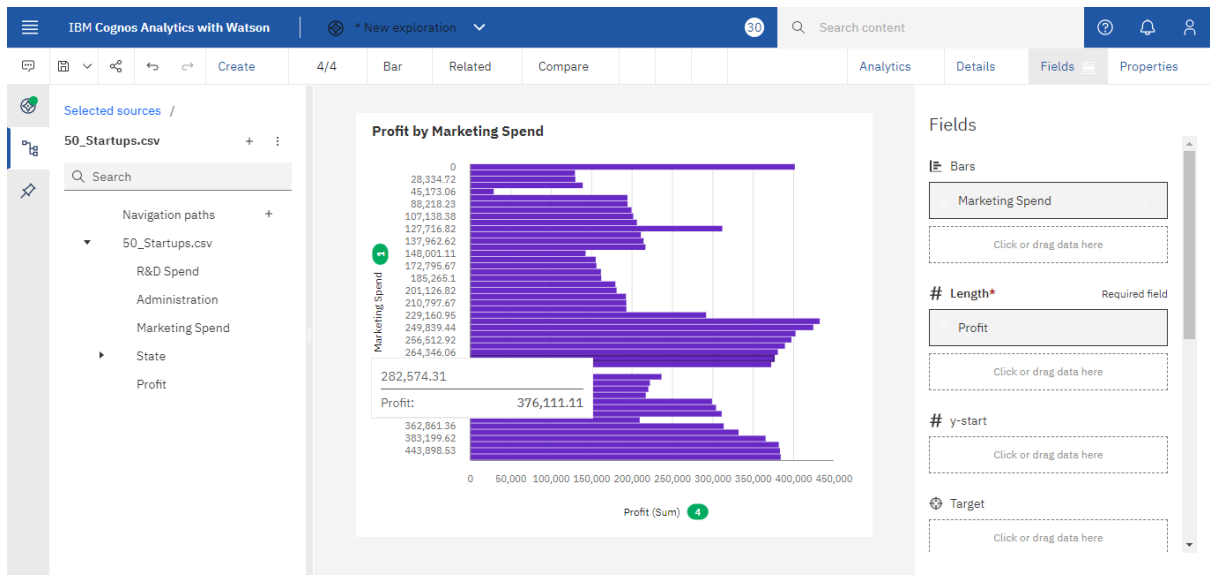 IBM Cognos Analytics with Watson
* New exploration
30
Search content
Create
4/4
Bar
Related
Compare
Analytics
Details
Fields
Properties
Selected sources /
50_Startups.csv
Search
Navigation paths
50_Startups.csv
R&D Spend
Administration
Marketing Spend
State
Profit
Profit by Marketing Spend
Marketing Spend
1
0
28,334.72
45,173.06
88,218.23
107,138.38
127,716.82
137,962.62
148,001.11
172,795.67
185,265.1
201,126.82
210,797.67
229,160.95
249,839.44
256,512.92
264,346.06
282,574.31
Profit: 376,111.11
362,861.36
383,199.62
443,898.53
0 50,000 100,000 150,000 200,000 250,000 300,000 350,000 400,000 450,000
Profit (Sum) 4
Fields
Bars
Marketing Spend
Click or drag data here
# Length* Required field
Profit
Click or drag data here
# y-start
Click or drag data here
Target
Click or drag data here